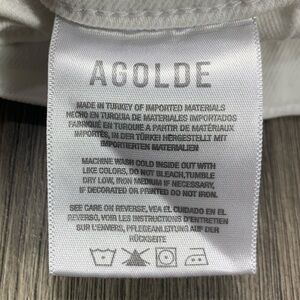 AGOLDE
MADE IN TURKEY OF IMPORTED MATERIALS
HECHO EN TURQUIA DE MATERIALES IMPORTADOS
FABRIQUÉ EN TURQUIE A PARTIR DE MATÉRIAUX
IMPORTES, IN DER TÜRKEI HERGESTELLT MIT
IMPORTIERTEN MATERIALIEN
MACHINE WASH COLD INSIDE OUT WITH
LIKE COLORS, DO NOT BLEACH,TUMBLE
DRY LOW, IRON MEDIUM IF NECESSARY,
IF DECORATED OR PRINTED DO NOT IRON.
SEE CARE ON REVERSE, VEA EL CUIDADO EN EL
REVERSO, VOIR LES INSTRUCTIONS D'ENTRETIEN
SUR L'ENVERS, PFLEGEANLEITUNG AUF DER
RÜCKSEITE